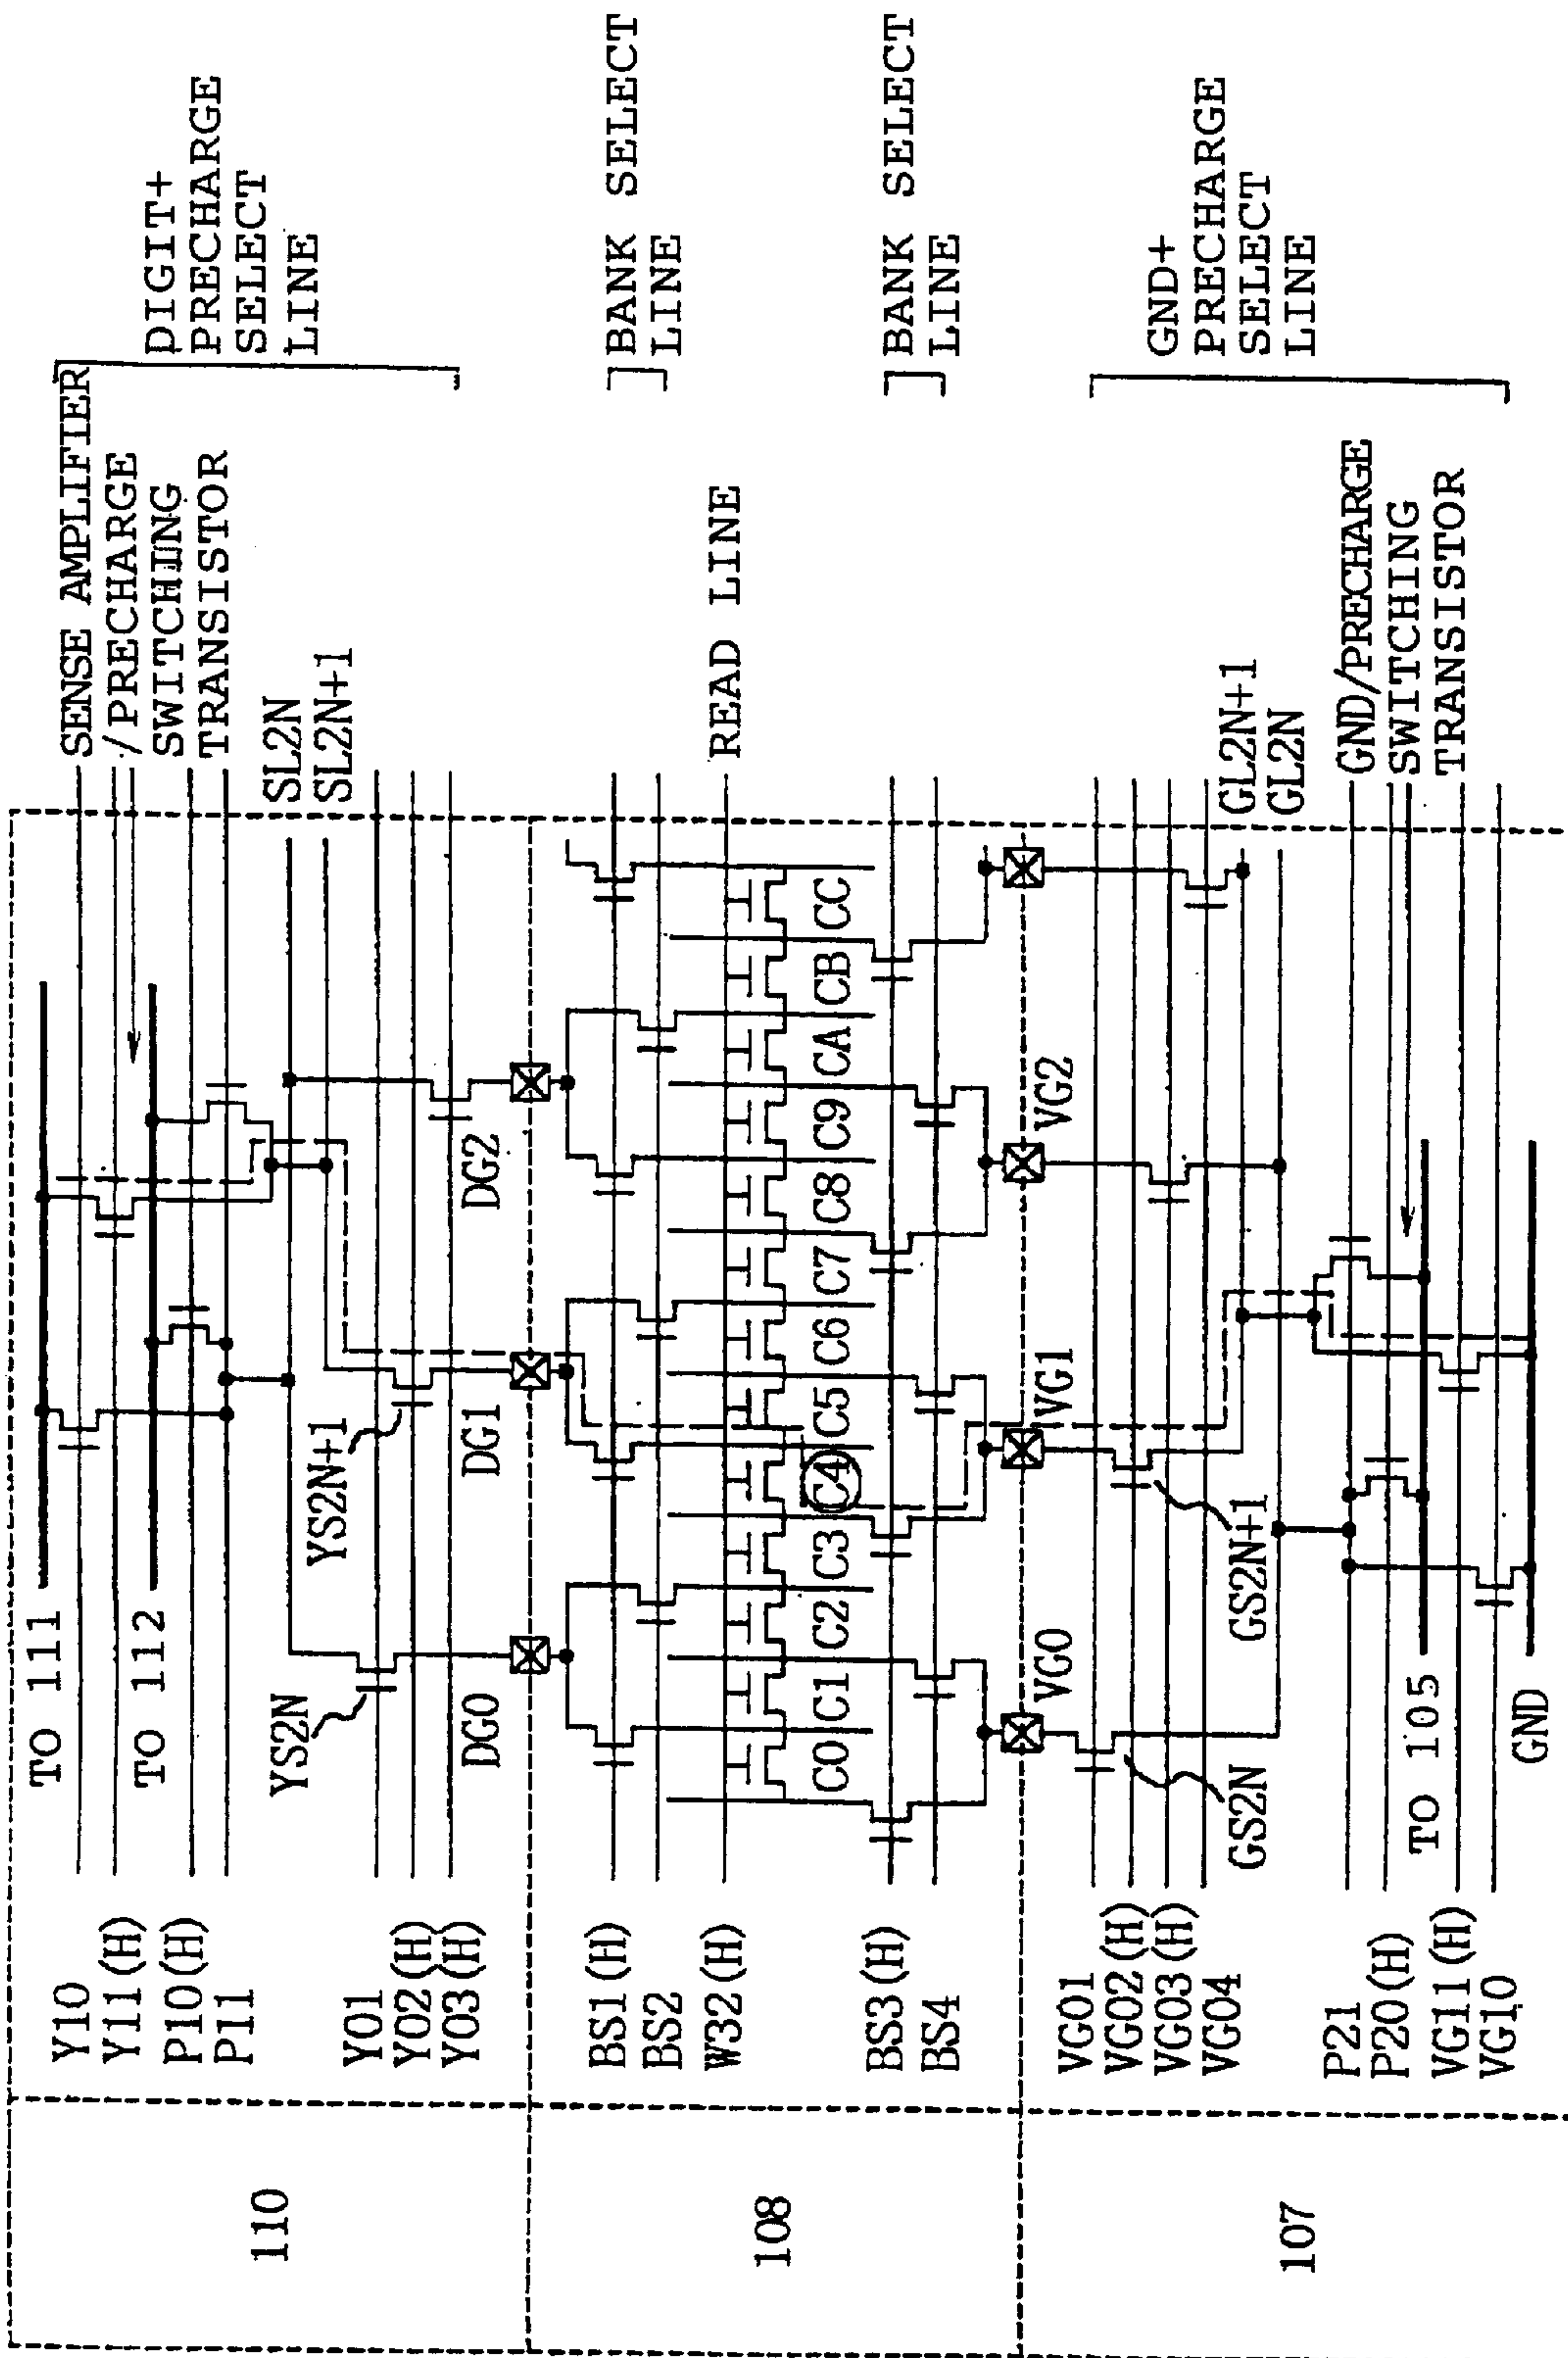 TO 111
TO 112
Y10
Y11(H)
P10(H)
P11
Y01
Y02(H)
Y03(H)
110
YS2N
YS2N+1
DG0
DG1
DG2
SENSE AMPLIFIER
/PRECHARGE
SWITCHING
TRANSISTOR
SL2N
SL2N+1
DIGIT+
PRECHARGE
SELECT
LINE
BS1(H)
BS2
W32(H)
BS3(H)
BS4
108
C0 C1 C2 C3 C4 C5 C6 C7 C8 C9 CA CB CC
BANK SELECT
LINE
READ LINE
BANK SELECT
LINE
VG0
VG1
VG2
VG01
VG02(H)
VG03(H)
VG04
P21
P20(H)
VG11(H)
VG10
107
GS2N
GS2N+1
TO 105
GND
GL2N+1
GL2N
GND/PRECHARGE
SWITCHING
TRANSISTOR
GND+
PRECHARGE
SELECT
LINE